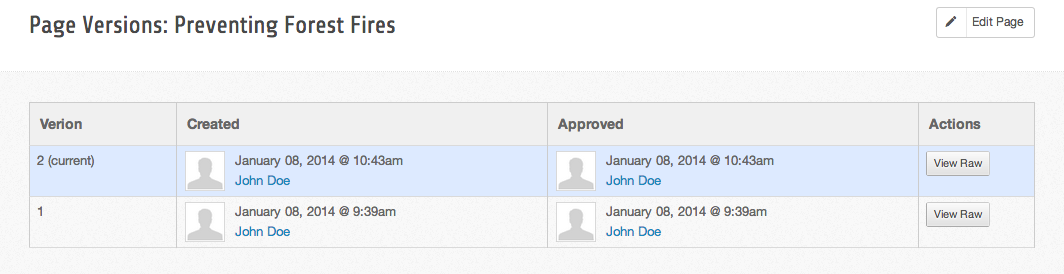 Page Versions: Preventing Forest Fires
Edit Page
Verion Created Approved Actions
2 (current) January 08, 2014 @ 10:43am January 08, 2014 @ 10:43am View Raw
John Doe John Doe
1 January 08, 2014 @ 9:39am January 08, 2014 @ 9:39am View Raw
John Doe John Doe